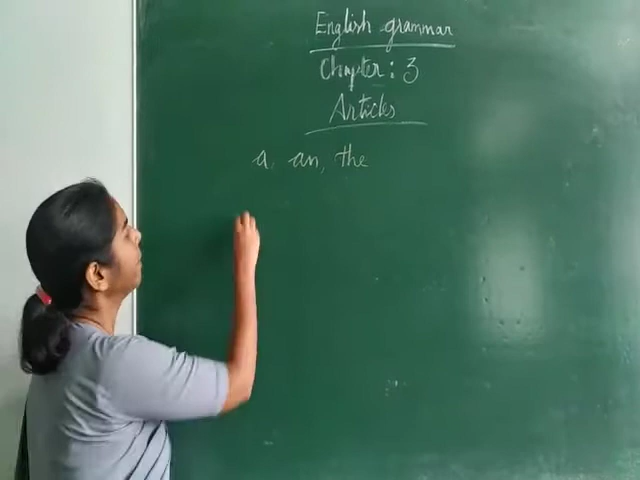 English grammar
Chapter: 3
Articles
a, an, the